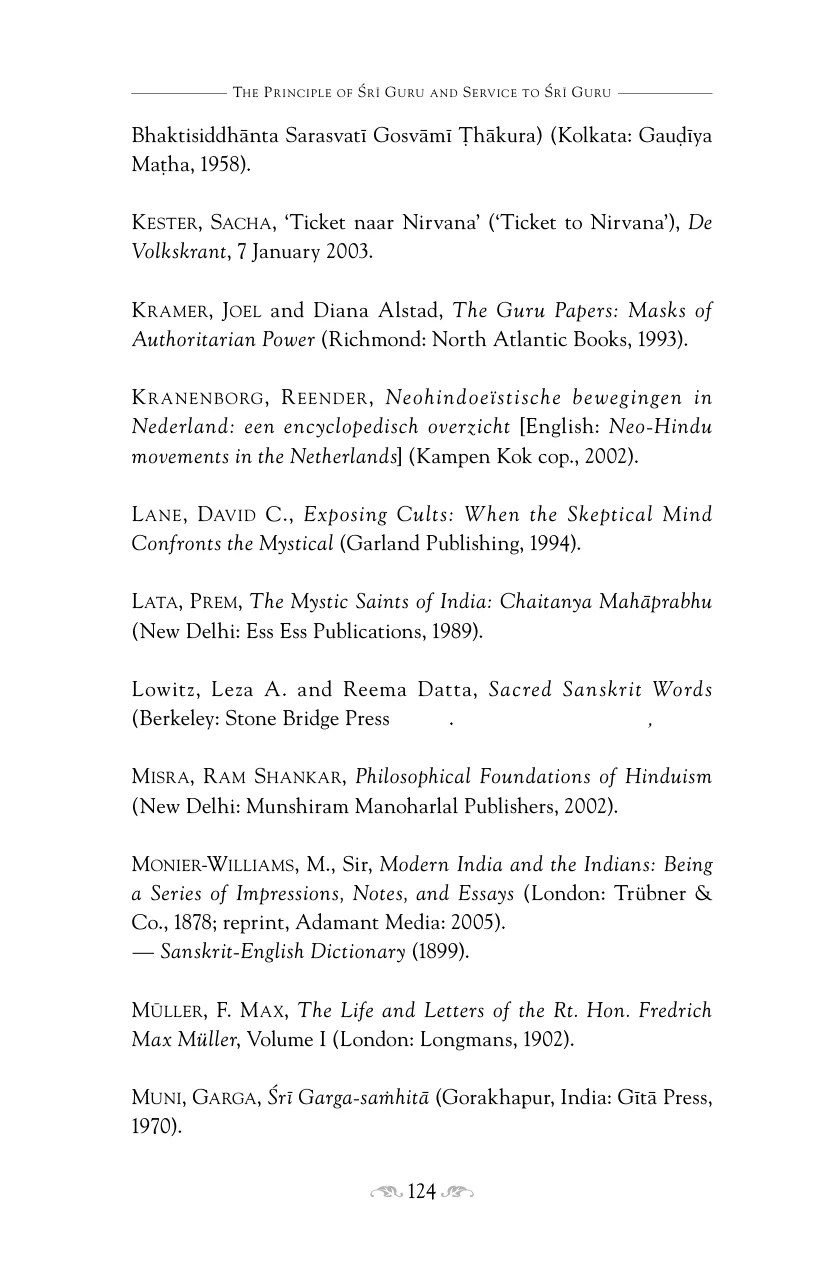 The Principle of Śrī Guru and Service to Śrī Guru
Bhaktisiddhānta Sarasvatī Gosvāmī Ṭhākura) (Kolkata: Gauḍīya
Maṭha, 1958).
Kester, Sacha, ‘Ticket naar Nirvana’ (‘Ticket to Nirvana’), De
Volkskrant, 7 January 2003.
Kramer, Joel and Diana Alstad, The Guru Papers: Masks of
Authoritarian Power (Richmond: North Atlantic Books, 1993).
Kranenborg, Reender, Neohindoeïstische bewegingen in
Nederland: een encyclopedisch overzicht [English: Neo-Hindu
movements in the Netherlands] (Kampen Kok cop., 2002).
Lane, David C., Exposing Cults: When the Skeptical Mind
Confronts the Mystical (Garland Publishing, 1994).
Lata, Prem, The Mystic Saints of India: Chaitanya Mahāprabhu
(New Delhi: Ess Ess Publications, 1989).
Lowitz, Leza A. and Reema Datta, Sacred Sanskrit Words
(Berkeley: Stone Bridge Press . ,
Misra, Ram Shankar, Philosophical Foundations of Hinduism
(New Delhi: Munshiram Manoharlal Publishers, 2002).
Monier-Williams, M., Sir, Modern India and the Indians: Being
a Series of Impressions, Notes, and Essays (London: Trübner &
Co., 1878; reprint, Adamant Media: 2005).
— Sanskrit-English Dictionary (1899).
Mūller, F. Max, The Life and Letters of the Rt. Hon. Fredrich
Max Müller, Volume I (London: Longmans, 1902).
Muni, Garga, Śrī Garga-saṁhitā (Gorakhapur, India: Gītā Press,
1970).
124